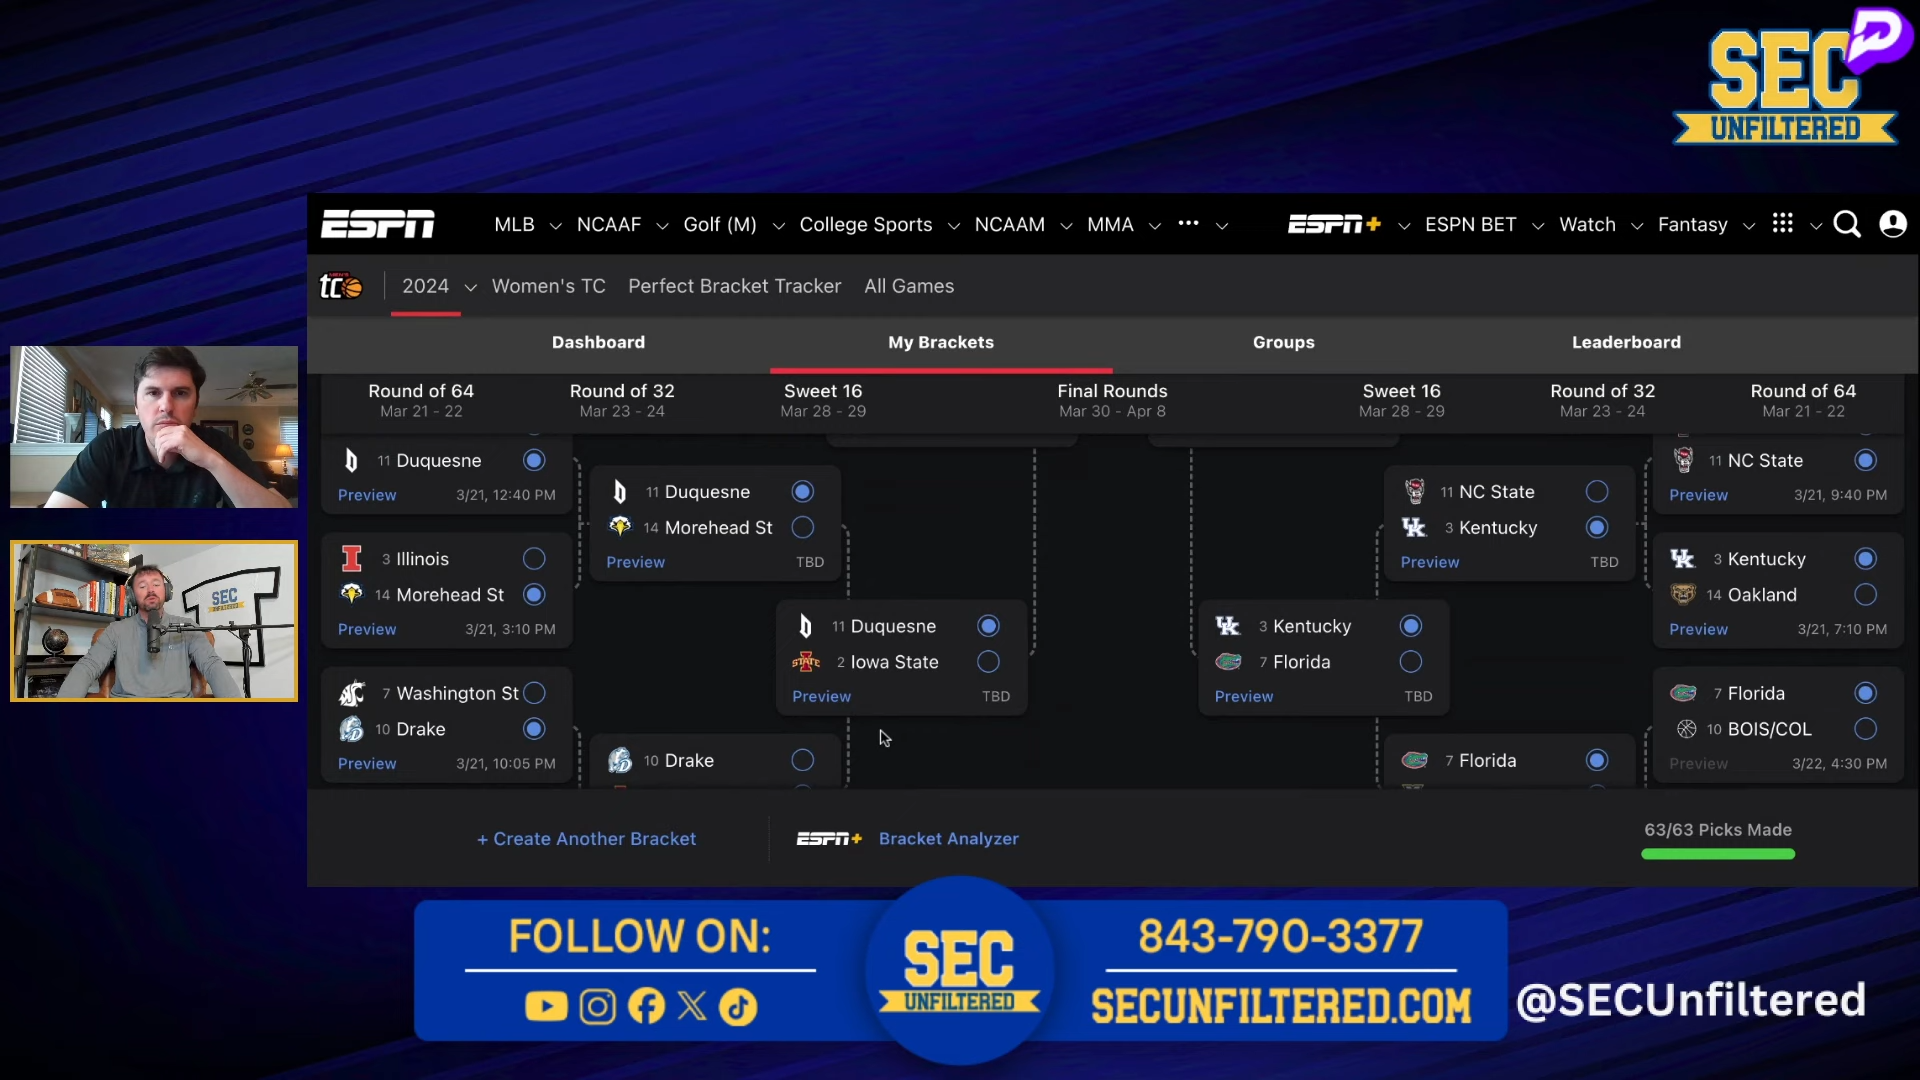 SEC
UNFILTERED
ESPN MLB NCAAF Golf (M) College Sports NCAAM MMA ••• ESPN+ ESPN BET Watch Fantasy
tc 2024 Women's TC Perfect Bracket Tracker All Games
Dashboard My Brackets Groups Leaderboard
Round of 64 Round of 32 Sweet 16 Final Rounds Sweet 16 Round of 32 Round of 64
Mar 21 - 22 Mar 23 - 24 Mar 28 - 29 Mar 30 - Apr 8 Mar 28 - 29 Mar 23 - 24 Mar 21 - 22
11 Duquesne
Preview 3/21, 12:40 PM
3 Illinois
14 Morehead St
Preview 3/21, 3:10 PM
7 Washington St
10 Drake
Preview 3/21, 10:05 PM
11 Duquesne
14 Morehead St
Preview TBD
10 Drake
11 Duquesne
STATE 2 Iowa State
Preview TBD
3 Kentucky
7 Florida
Preview TBD
11 NC State
3 Kentucky
Preview TBD
7 Florida
11 NC State
Preview 3/21, 9:40 PM
3 Kentucky
14 Oakland
Preview 3/21, 7:10 PM
7 Florida
10 BOIS/COL
Preview 3/22, 4:30 PM
+ Create Another Bracket ESPN+ Bracket Analyzer
63/63 Picks Made
SEC
UNFILTERED
FOLLOW ON:
SEC
UNFILTERED
843-790-3377
SECUNFILTERED.COM
@SECUnfiltered